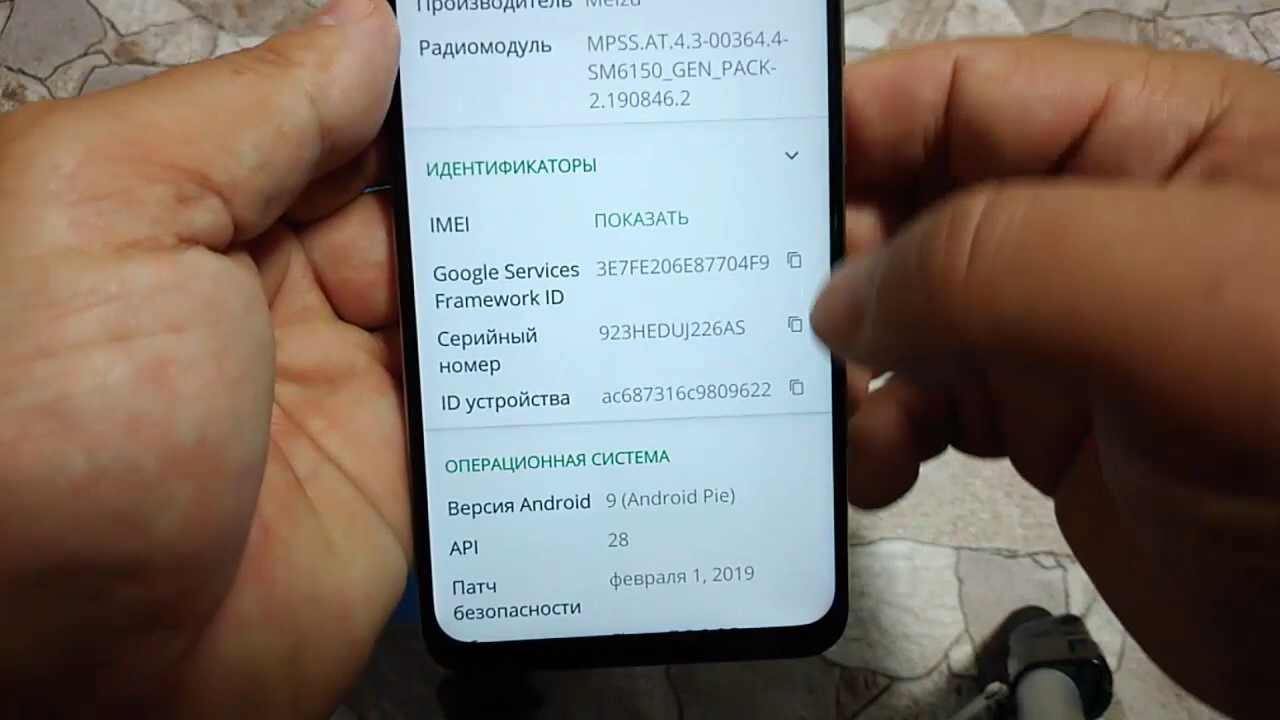 Производитель Meizu
Радиомодуль MPSS.AT.4.3-00364.4-
SM6150_GEN_PACK-
2.190846.2
ИДЕНТИФИКАТОРЫ
IMEI ПОКАЗАТЬ
Google Services 3E7FE206E87704F9
Framework ID
Серийный 923HEDUJ226AS
номер
ID устройства ac687316c9809622
ОПЕРАЦИОННАЯ СИСТЕМА
Версия Android 9 (Android Pie)
API 28
Патч февраля 1, 2019
безопасности